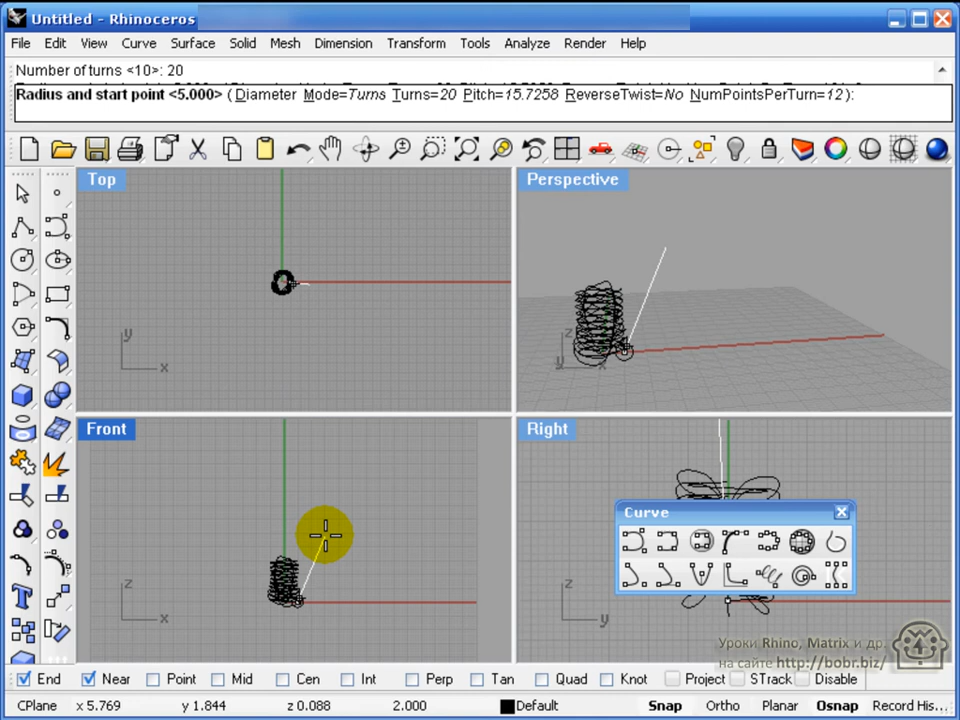 Untitled - Rhinoceros
File Edit View Curve Surface Solid Mesh Dimension Transform Tools Analyze Render Help
Number of turns <10>: 20
Radius and start point <5.000> ( Diameter Mode=Turns Turns=20 Pitch=15.7258 ReverseTwist=No NumPointsPerTurn=12 ):
Top
Perspective
y
x
z
y
x
Front
Right
Curve
z
x
z
y
Уроки Rhino, Matrix и др.
на сайте http://bobr.biz/
End Near Point Mid Cen Int Perp Tan Quad Knot Project STrack Disable
CPlane x 5.769 y 1.844 z 0.088 2.000 Default Snap Ortho Planar Osnap Record His...